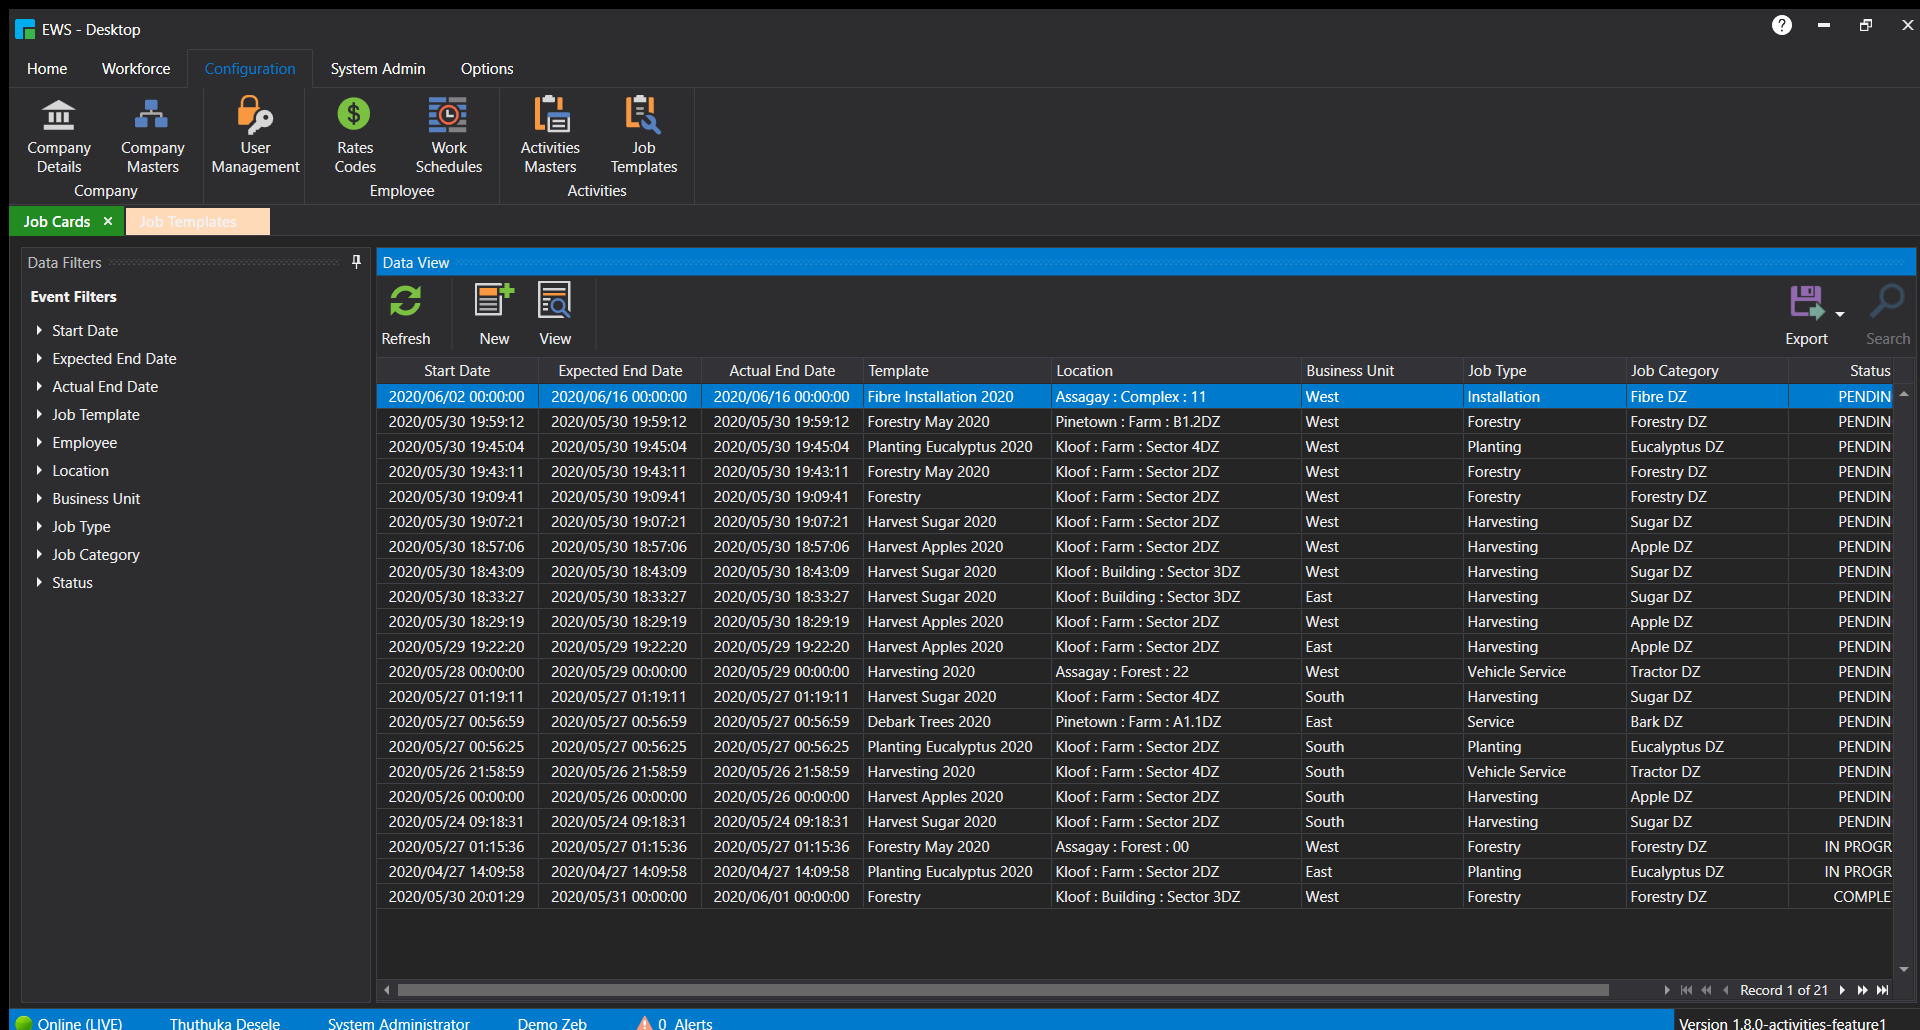 EWS - Desktop
?
Home Workforce Configuration System Admin Options
$
Company Details
Company Masters
User Management
Rates Codes
Work Schedules
Activities Masters
Job Templates
Company Employee Activities
Job Cards × Job Templates
Data Filters
Data View
Event Filters
Start Date
Expected End Date
Actual End Date
Job Template
Employee
Location
Business Unit
Job Type
Job Category
Status
Refresh New View Export Search
Start Date Expected End Date Actual End Date Template Location Business Unit Job Type Job Category Status
2020/06/02 00:00:00 2020/06/16 00:00:00 2020/06/16 00:00:00 Fibre Installation 2020 Assagay : Complex : 11 West Installation Fibre DZ PENDIN
2020/05/30 19:59:12 2020/05/30 19:59:12 2020/05/30 19:59:12 Forestry May 2020 Pinetown : Farm : B1.2DZ West Forestry Forestry DZ PENDIN
2020/05/30 19:45:04 2020/05/30 19:45:04 2020/05/30 19:45:04 Planting Eucalyptus 2020 Kloof : Farm : Sector 4DZ West Planting Eucalyptus DZ PENDIN
2020/05/30 19:43:11 2020/05/30 19:43:11 2020/05/30 19:43:11 Forestry May 2020 Kloof : Farm : Sector 2DZ West Forestry Forestry DZ PENDIN
2020/05/30 19:09:41 2020/05/30 19:09:41 2020/05/30 19:09:41 Forestry Kloof : Farm : Sector 2DZ West Forestry Forestry DZ PENDIN
2020/05/30 19:07:21 2020/05/30 19:07:21 2020/05/30 19:07:21 Harvest Sugar 2020 Kloof : Farm : Sector 2DZ West Harvesting Sugar DZ PENDIN
2020/05/30 18:57:06 2020/05/30 18:57:06 2020/05/30 18:57:06 Harvest Apples 2020 Kloof : Farm : Sector 2DZ West Harvesting Apple DZ PENDIN
2020/05/30 18:43:09 2020/05/30 18:43:09 2020/05/30 18:43:09 Harvest Sugar 2020 Kloof : Building : Sector 3DZ West Harvesting Sugar DZ PENDIN
2020/05/30 18:33:27 2020/05/30 18:33:27 2020/05/30 18:33:27 Harvest Sugar 2020 Kloof : Building : Sector 3DZ East Harvesting Sugar DZ PENDIN
2020/05/30 18:29:19 2020/05/30 18:29:19 2020/05/30 18:29:19 Harvest Apples 2020 Kloof : Farm : Sector 2DZ West Harvesting Apple DZ PENDIN
2020/05/29 19:22:20 2020/05/29 19:22:20 2020/05/29 19:22:20 Harvest Apples 2020 Kloof : Farm : Sector 2DZ East Harvesting Apple DZ PENDIN
2020/05/28 00:00:00 2020/05/29 00:00:00 2020/05/29 00:00:00 Harvesting 2020 Assagay : Forest : 22 West Vehicle Service Tractor DZ PENDIN
2020/05/27 01:19:11 2020/05/27 01:19:11 2020/05/27 01:19:11 Harvest Sugar 2020 Kloof : Farm : Sector 4DZ South Harvesting Sugar DZ PENDIN
2020/05/27 00:56:59 2020/05/27 00:56:59 2020/05/27 00:56:59 Debark Trees 2020 Pinetown : Farm : A1.1DZ East Service Bark DZ PENDIN
2020/05/27 00:56:25 2020/05/27 00:56:25 2020/05/27 00:56:25 Planting Eucalyptus 2020 Kloof : Farm : Sector 2DZ South Planting Eucalyptus DZ PENDIN
2020/05/26 21:58:59 2020/05/26 21:58:59 2020/05/26 21:58:59 Harvesting 2020 Kloof : Farm : Sector 4DZ South Vehicle Service Tractor DZ PENDIN
2020/05/26 00:00:00 2020/05/26 00:00:00 2020/05/26 00:00:00 Harvest Apples 2020 Kloof : Farm : Sector 2DZ South Harvesting Apple DZ PENDIN
2020/05/24 09:18:31 2020/05/24 09:18:31 2020/05/24 09:18:31 Harvest Sugar 2020 Kloof : Farm : Sector 2DZ South Harvesting Sugar DZ PENDIN
2020/05/27 01:15:36 2020/05/27 01:15:36 2020/05/27 01:15:36 Forestry May 2020 Assagay : Forest : 00 West Forestry Forestry DZ IN PROGR
2020/04/27 14:09:58 2020/04/27 14:09:58 2020/04/27 14:09:58 Planting Eucalyptus 2020 Kloof : Farm : Sector 2DZ East Planting Eucalyptus DZ IN PROGR
2020/05/30 20:01:29 2020/05/31 00:00:00 2020/06/01 00:00:00 Forestry Kloof : Building : Sector 3DZ West Forestry Forestry DZ COMPLE
Record 1 of 21
Online (LIVE) Thuthuka Desele System Administrator Demo Zeb 0 Alerts Version 1.8.0-activities-feature1